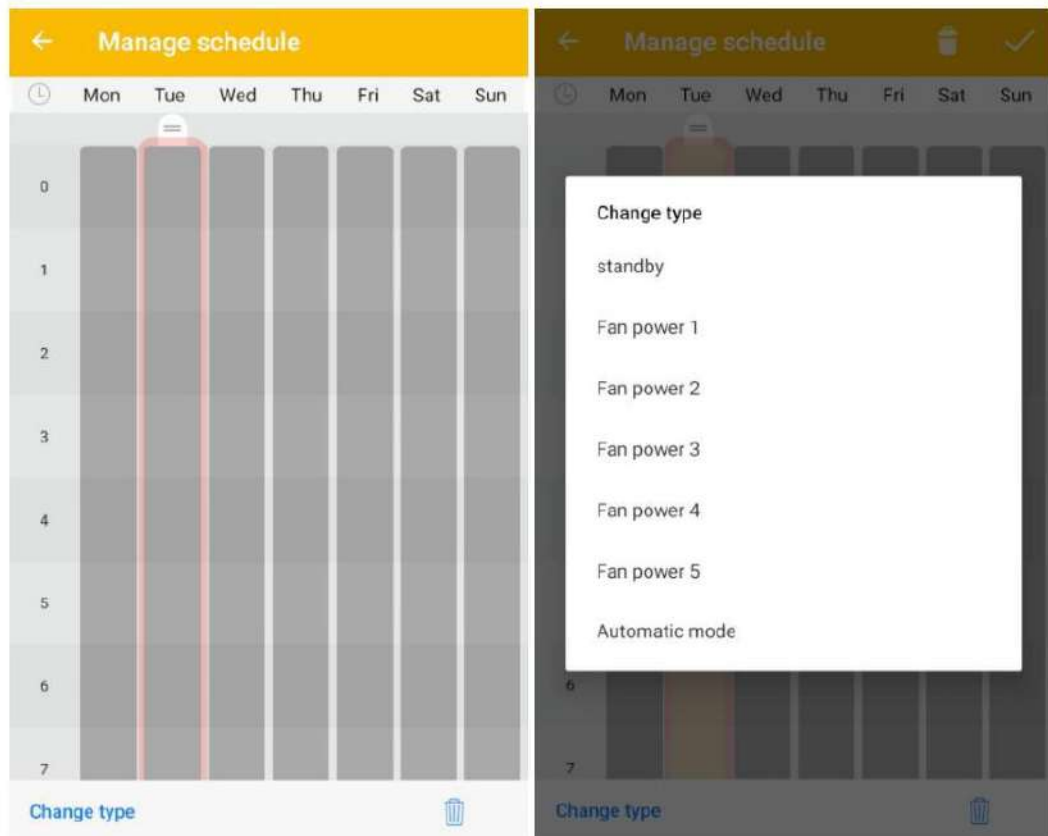 Manage schedule
Mon Tue Wed Thu Fri Sat Sun
0
1
2
3
4
5
6
7
Change type
Manage schedule
Mon Tue Wed Thu Fri Sat Sun
Change type
standby
Fan power 1
Fan power 2
Fan power 3
Fan power 4
Fan power 5
Automatic mode
6
7
Change type